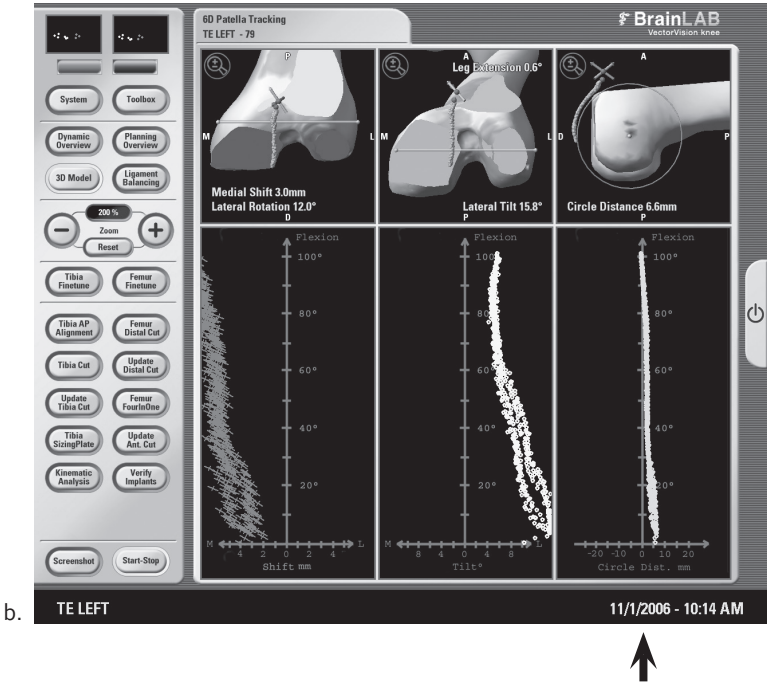 6D Patella Tracking
TE LEFT - 79
BrainLAB
VectorVision knee
System
Toolbox
Dynamic Overview
Planning Overview
3D Model
Ligament Balancing
200 %
Zoom
Reset
Tibia Finetune
Femur Finetune
Tibia AP Alignment
Femur Distal Cut
Tibia Cut
Update Distal Cut
Update Tibia Cut
Femur FourInOne
Tibia SizingPlate
Update Ant. Cut
Kinematic Analysis
Verify Implants
Screenshot
Start-Stop
P
M
L
Medial Shift 3.0mm
Lateral Rotation 12.0°
D
A
Leg Extension 0.6°
M
L
Lateral Tilt 15.8°
P
A
D
P
Circle Distance 6.6mm
P
Flexion
100°
80°
60°
40°
20°
M 4 2 0 2 4 L
Shift mm
Flexion
100°
80°
60°
40°
20°
M 8 4 0 4 8 L
Tilt°
Flexion
100°
80°
60°
40°
20°
-20 -10 0 10 20
Circle Dist. mm
b.
TE LEFT
11/1/2006 - 10:14 AM